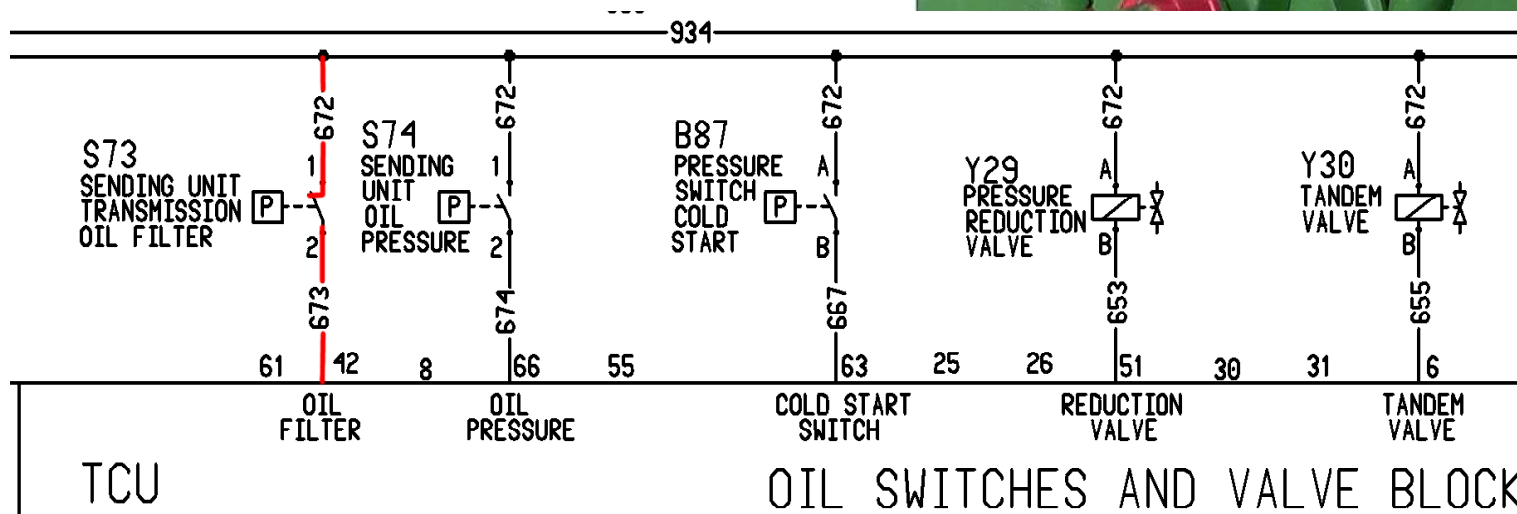 934
672
672
672
672
672
S73
SENDING UNIT
TRANSMISSION
OIL FILTER
P
1
2
S74
SENDING
UNIT
OIL
PRESSURE
P
1
2
B87
PRESSURE
SWITCH
COLD
START
P
A
B
Y29
PRESSURE
REDUCTION
VALVE
A
B
Y30
TANDEM
VALVE
A
B
673
674
667
653
655
61
42
8
66
55
63
25
26
51
30
31
6
OIL
FILTER
OIL
PRESSURE
COLD START
SWITCH
REDUCTION
VALVE
TANDEM
VALVE
TCU
OIL SWITCHES AND VALVE BLOCK